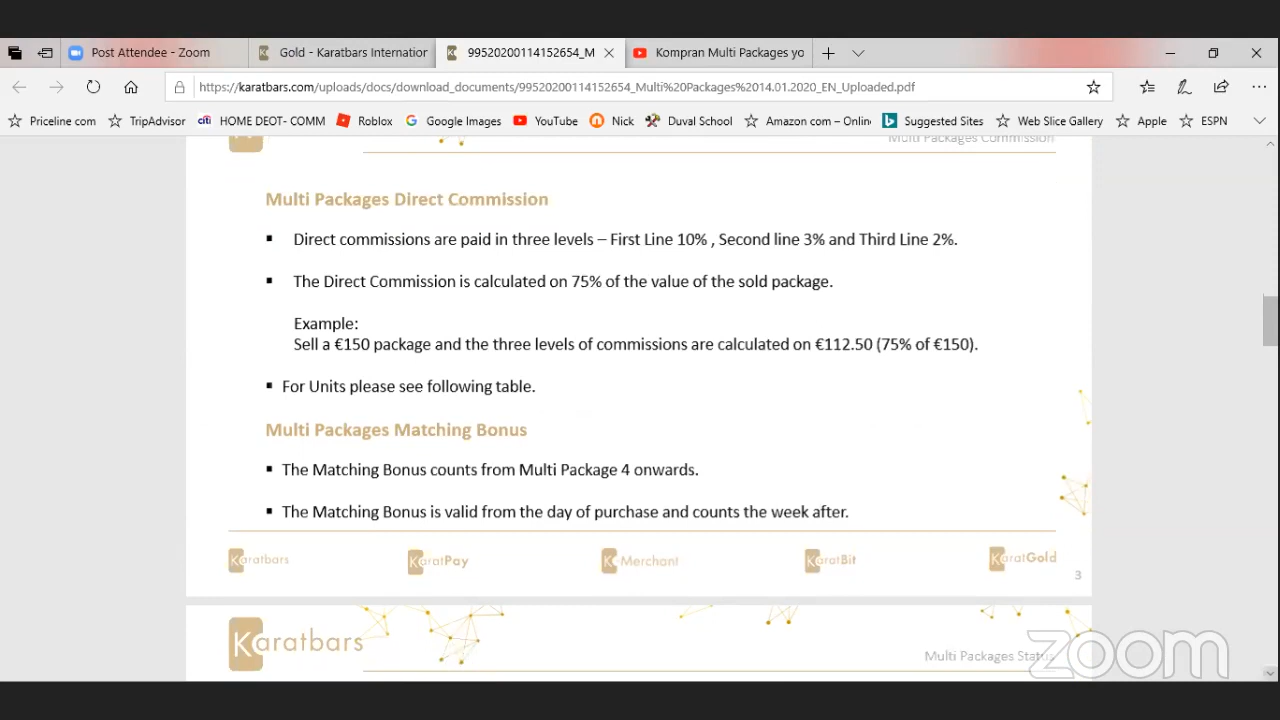 Post Attendee - Zoom
Gold - Karatbars Internation
99520200114152654_M
Kompran Multi Packages yo
https://karatbars.com/uploads/docs/download_documents/99520200114152654_Multi%20Packages%2014.01.2020_EN_Uploaded.pdf
Priceline com
TripAdvisor
citi HOME DEOT- COMM
Roblox
Google Images
YouTube
Nick
Duval School
Amazon com – Onlin
Suggested Sites
Web Slice Gallery
Apple
ESPN
Multi Packages Commission
Multi Packages Direct Commission
▪ Direct commissions are paid in three levels – First Line 10% , Second line 3% and Third Line 2%.
▪ The Direct Commission is calculated on 75% of the value of the sold package.
Example:
Sell a €150 package and the three levels of commissions are calculated on €112.50 (75% of €150).
▪ For Units please see following table.
Multi Packages Matching Bonus
▪ The Matching Bonus counts from Multi Package 4 onwards.
▪ The Matching Bonus is valid from the day of purchase and counts the week after.
Karatbars
KaratPay
K-Merchant
KaratBit
KaratGold
3
Karatbars
Multi Packages Status
zoom